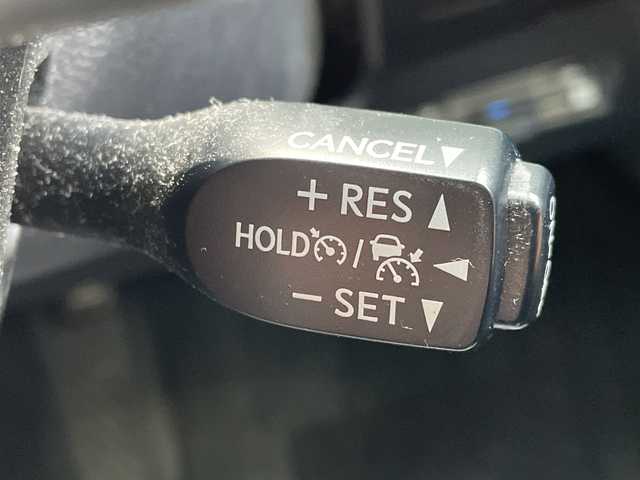 CANCEL▼
+ RES ▲
HOLD / ◀
− SET ▼